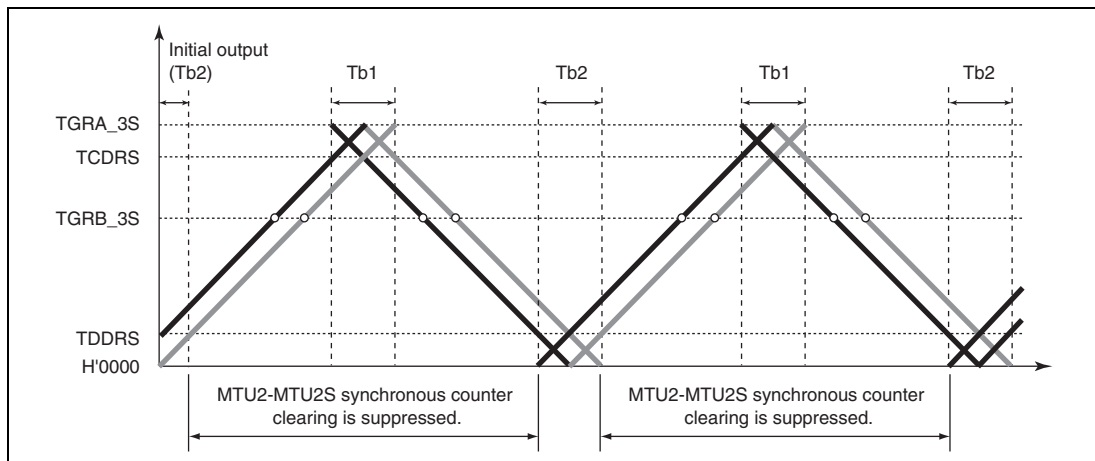 Initial output
(Tb2)
Tb1
Tb2
Tb1
Tb2
TGRA_3S
TCDRS
TGRB_3S
TDDRS
H'0000
MTU2-MTU2S synchronous counter
clearing is suppressed.
MTU2-MTU2S synchronous counter
clearing is suppressed.